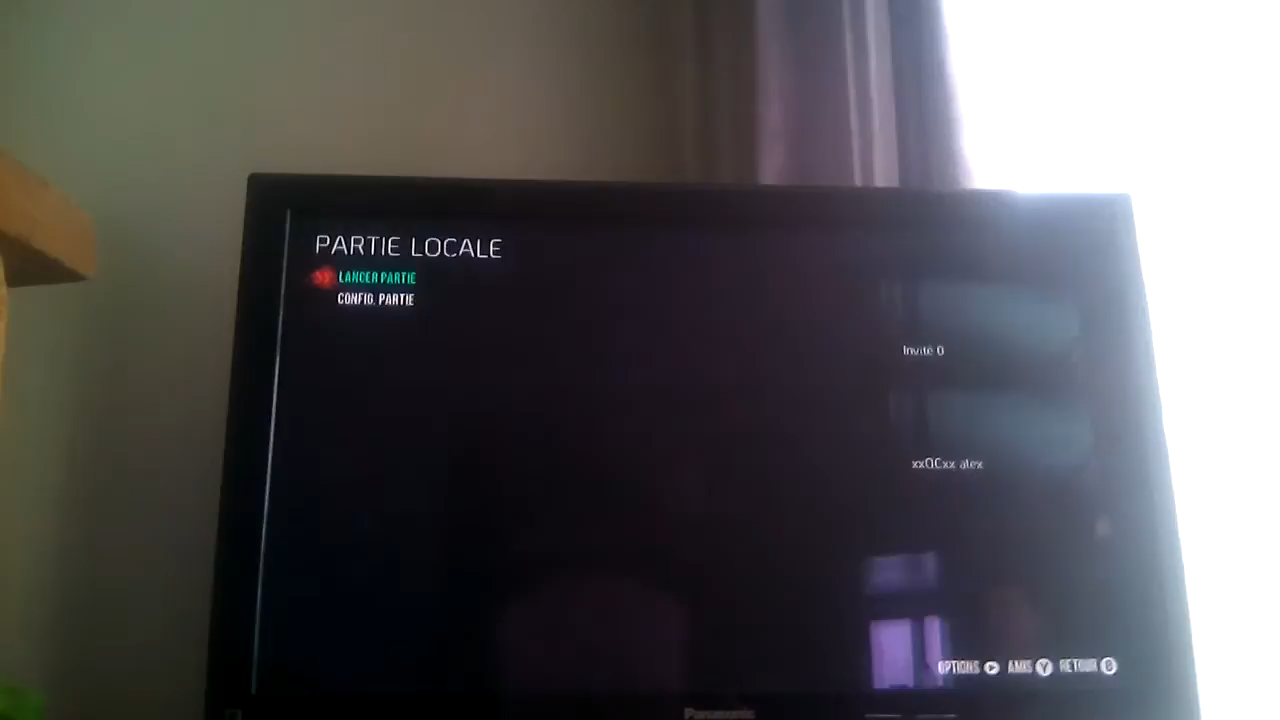 PARTIE LOCALE
LANCER PARTIE
CONFIG. PARTIE
Invité 0
xxQCxx alex
OPTIONS AMIS Y RETOUR B
Panasonic